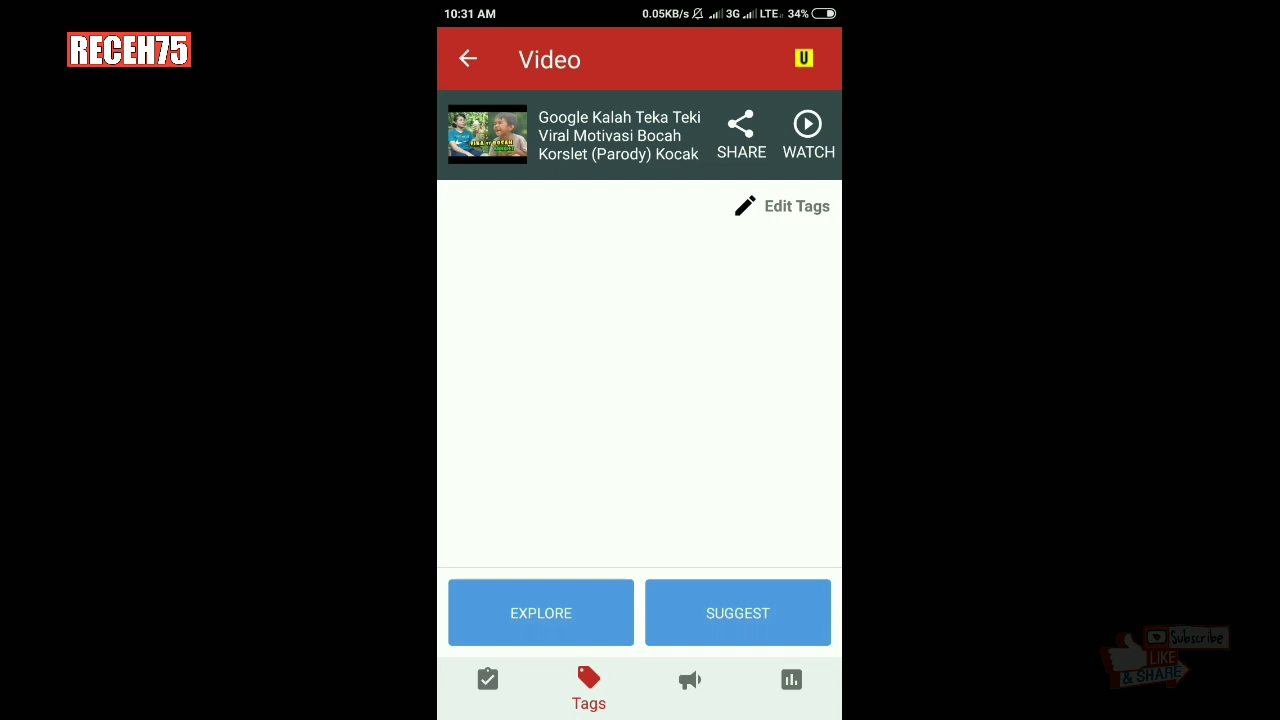 RECEH75
10:31 AM
0.05KB/s 3G LTE 34%
Video
U
Google Kalah Teka Teki
Viral Motivasi Bocah
Korslet (Parody) Kocak
SHARE
WATCH
Edit Tags
EXPLORE
SUGGEST
Tags
Subscribe
LIKE
& SHARE